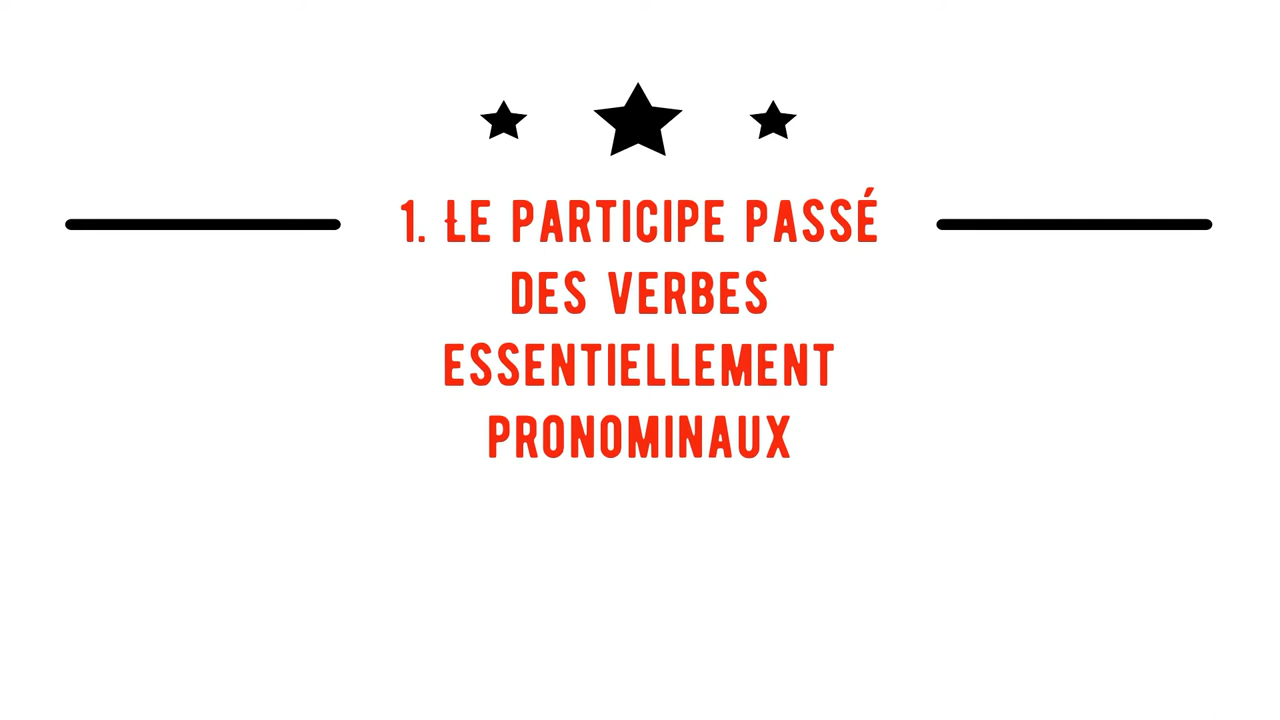 1. Le participe passé
des verbes
essentiellement
pronominaux